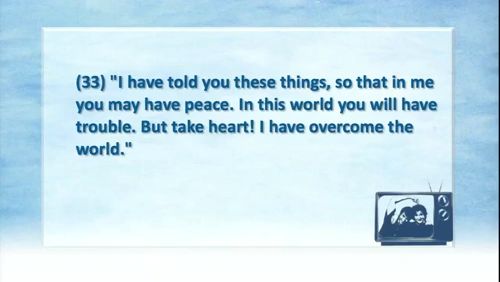 (33) "I have told you these things, so that in me
you may have peace. In this world you will have
trouble. But take heart! I have overcome the
world."